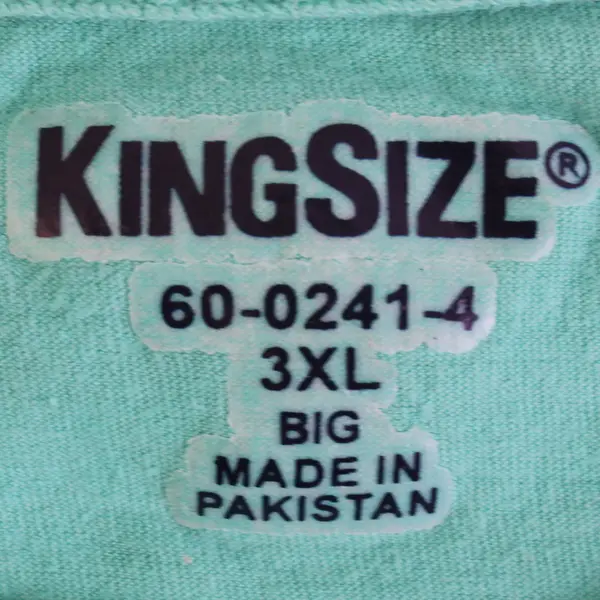 KINGSIZE®
60-0241-4
3XL
BIG
MADE IN
PAKISTAN